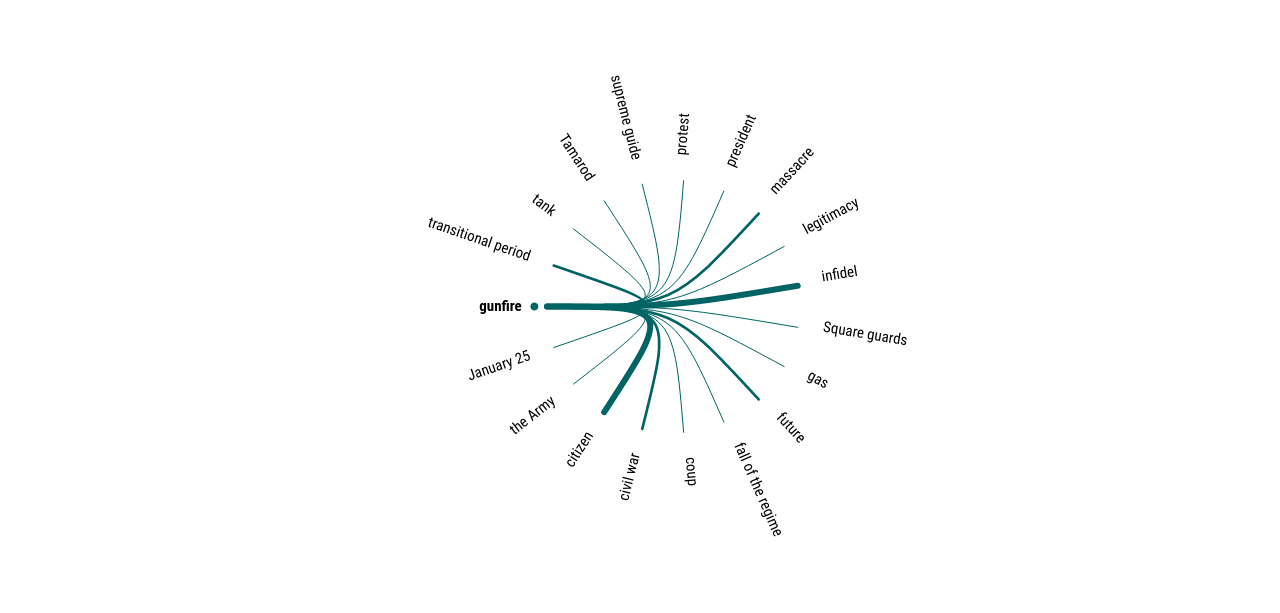 supreme guide
protest
president
massacre
legitimacy
infidel
Square guards
gas
future
fall of the regime
coup
civil war
citizen
the Army
January 25
gunfire
transitional period
tank
Tamarod